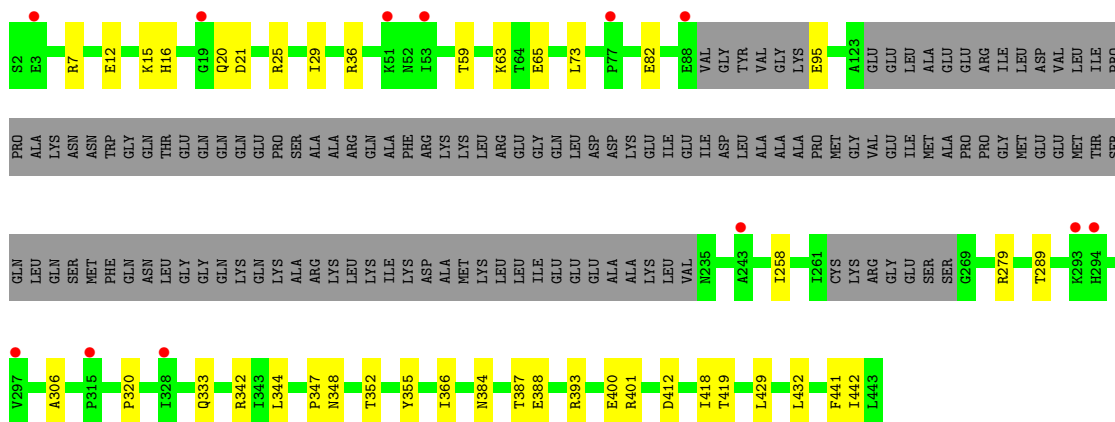 S2 E3 R7 E12 K15 H16 G19 Q20 D21 R25 I29 R36 K51 N52 I53 T59 K63 T64 E65 L73 P77 E82 E88 VAL GLY TYR VAL GLY LYS E95 A123 GLU GLU LEU ALA GLU GLU ARG ILE LEU ASP VAL LEU ILE PRO
PRO ALA LYS ASN ASN TRP GLY GLN THR GLU GLN GLN GLN GLU PRO SER ALA ALA ARG GLN ALA PHE ARG LYS LYS LEU ARG GLU GLY GLN LEU ASP ASP LYS GLU ILE GLU ILE ASP LEU ALA ALA ALA PRO MET GLY VAL GLU ILE MET ALA PRO PRO GLY MET GLU GLU MET THR SER
GLN LEU GLN SER MET PHE GLN ASN LEU GLY GLY GLN LYS GLN LYS ALA ARG LYS LEU LYS ILE LYS ASP ALA MET LYS LEU LEU ILE GLU GLU GLU ALA ALA LYS LEU VAL N235 A243 I258 I261 CYS LYS ARG GLY GLU SER SER G269 R279 T289 K293 H294
V297 A306 P315 P320 I328 Q333 R342 I343 L344 P347 N348 T352 Y355 I366 N384 T387 E388 R393 E400 R401 D412 I418 T419 L429 L432 F441 I442 L443